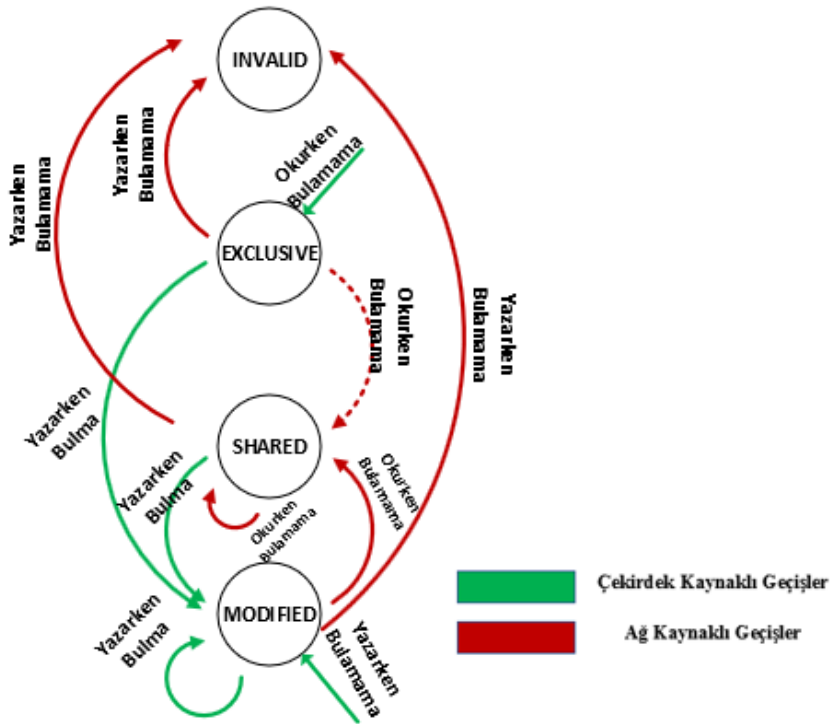 INVALID
Yazarken
Bulamama
Okurken
Bulamama
Yazarken
Bulamama
EXCLUSIVE
Okurken
Bulamama
Yazarken
Bulamama
Yazarken
Bulma
SHARED
Yazarken
Bulma
Okurken
Bulamama
Okurken
Bulamama
MODIFIED
Yazarken
Bulma
Yazarken
Bulamama
Çekirdek Kaynaklı Geçişler
Ağ Kaynaklı Geçişler